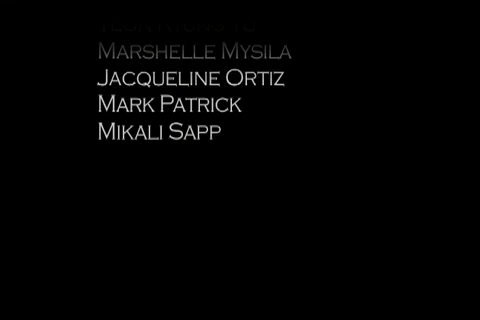 Marshelle Mysila
Jacqueline Ortiz
Mark Patrick
Mikali Sapp